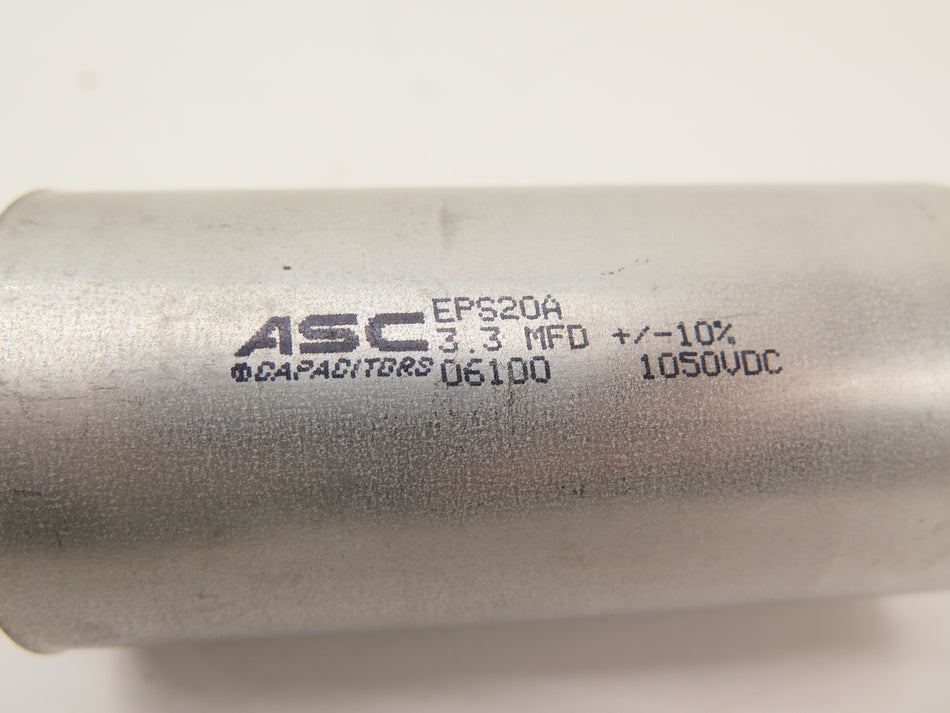 ASC EPS20A
3.3 MFD +/-10%
CAPACITORS 06100 1050VDC